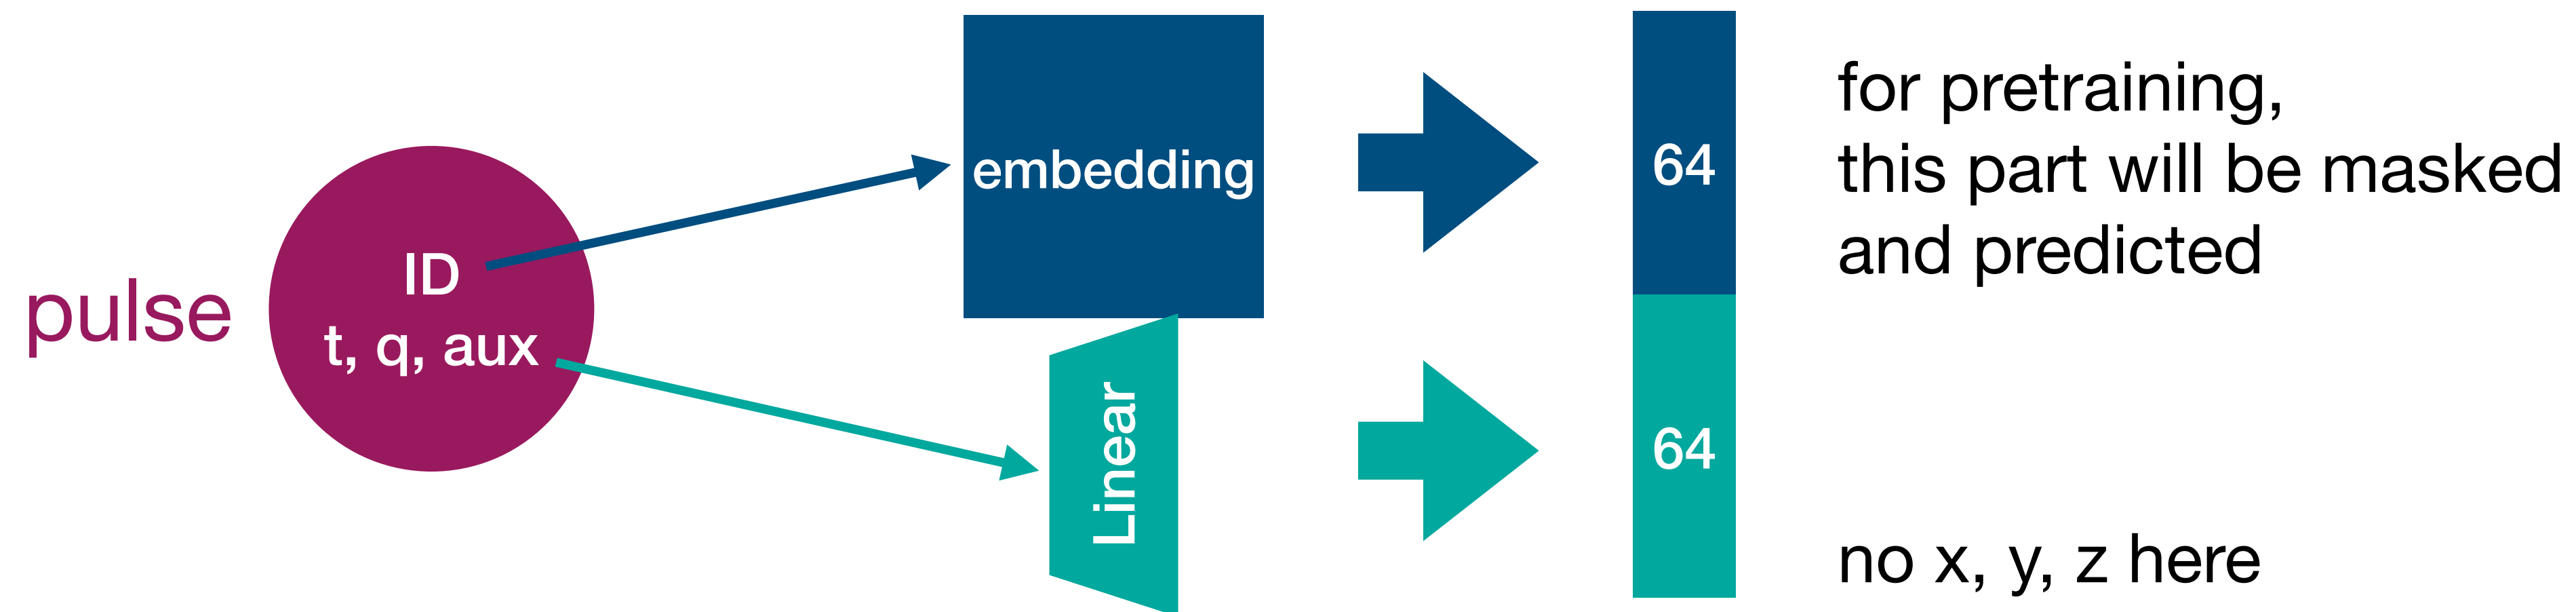 pulse
ID
t, q, aux
embedding
Linear
64
64
for pretraining,
this part will be masked
and predicted
no x, y, z here